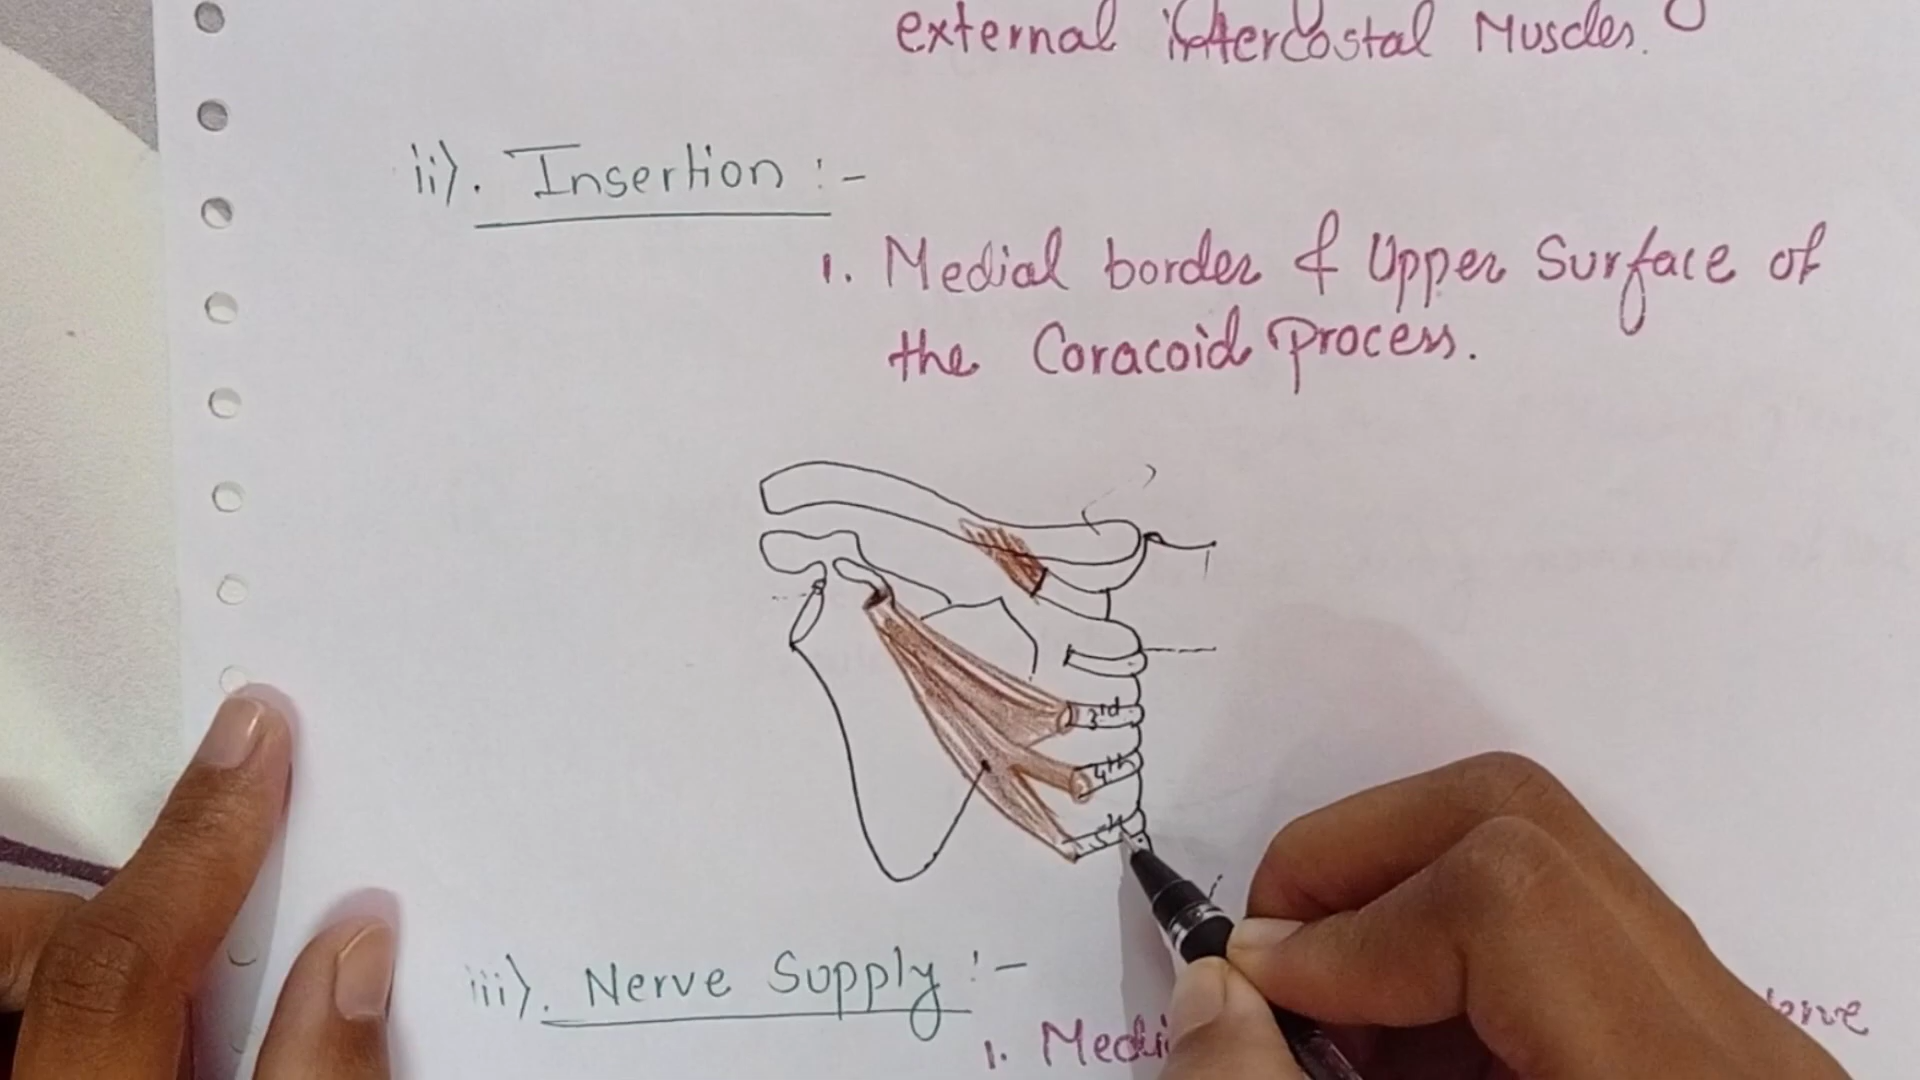 external intercostal Muscles.
ii). Insertion :-
1. Medial border & Upper Surface of
the Coracoid Process.
3rd
4th
5th
iii). Nerve Supply :-
1.